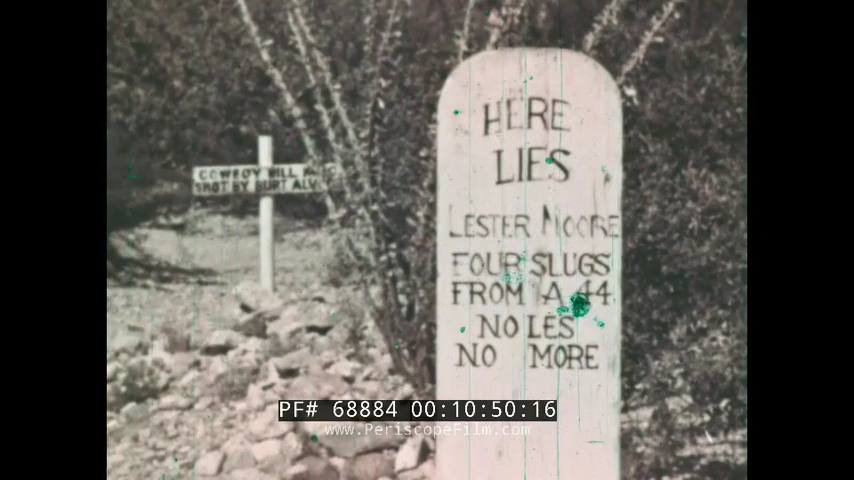 HERE
LIES
LESTER MOORE
FOUR SLUGS
FROM A 44
NO LES
NO MORE
COWBOY BILL
SHOT BY BURT
PF# 68884 00:10:50:16
www.PeriscopeFilm.com